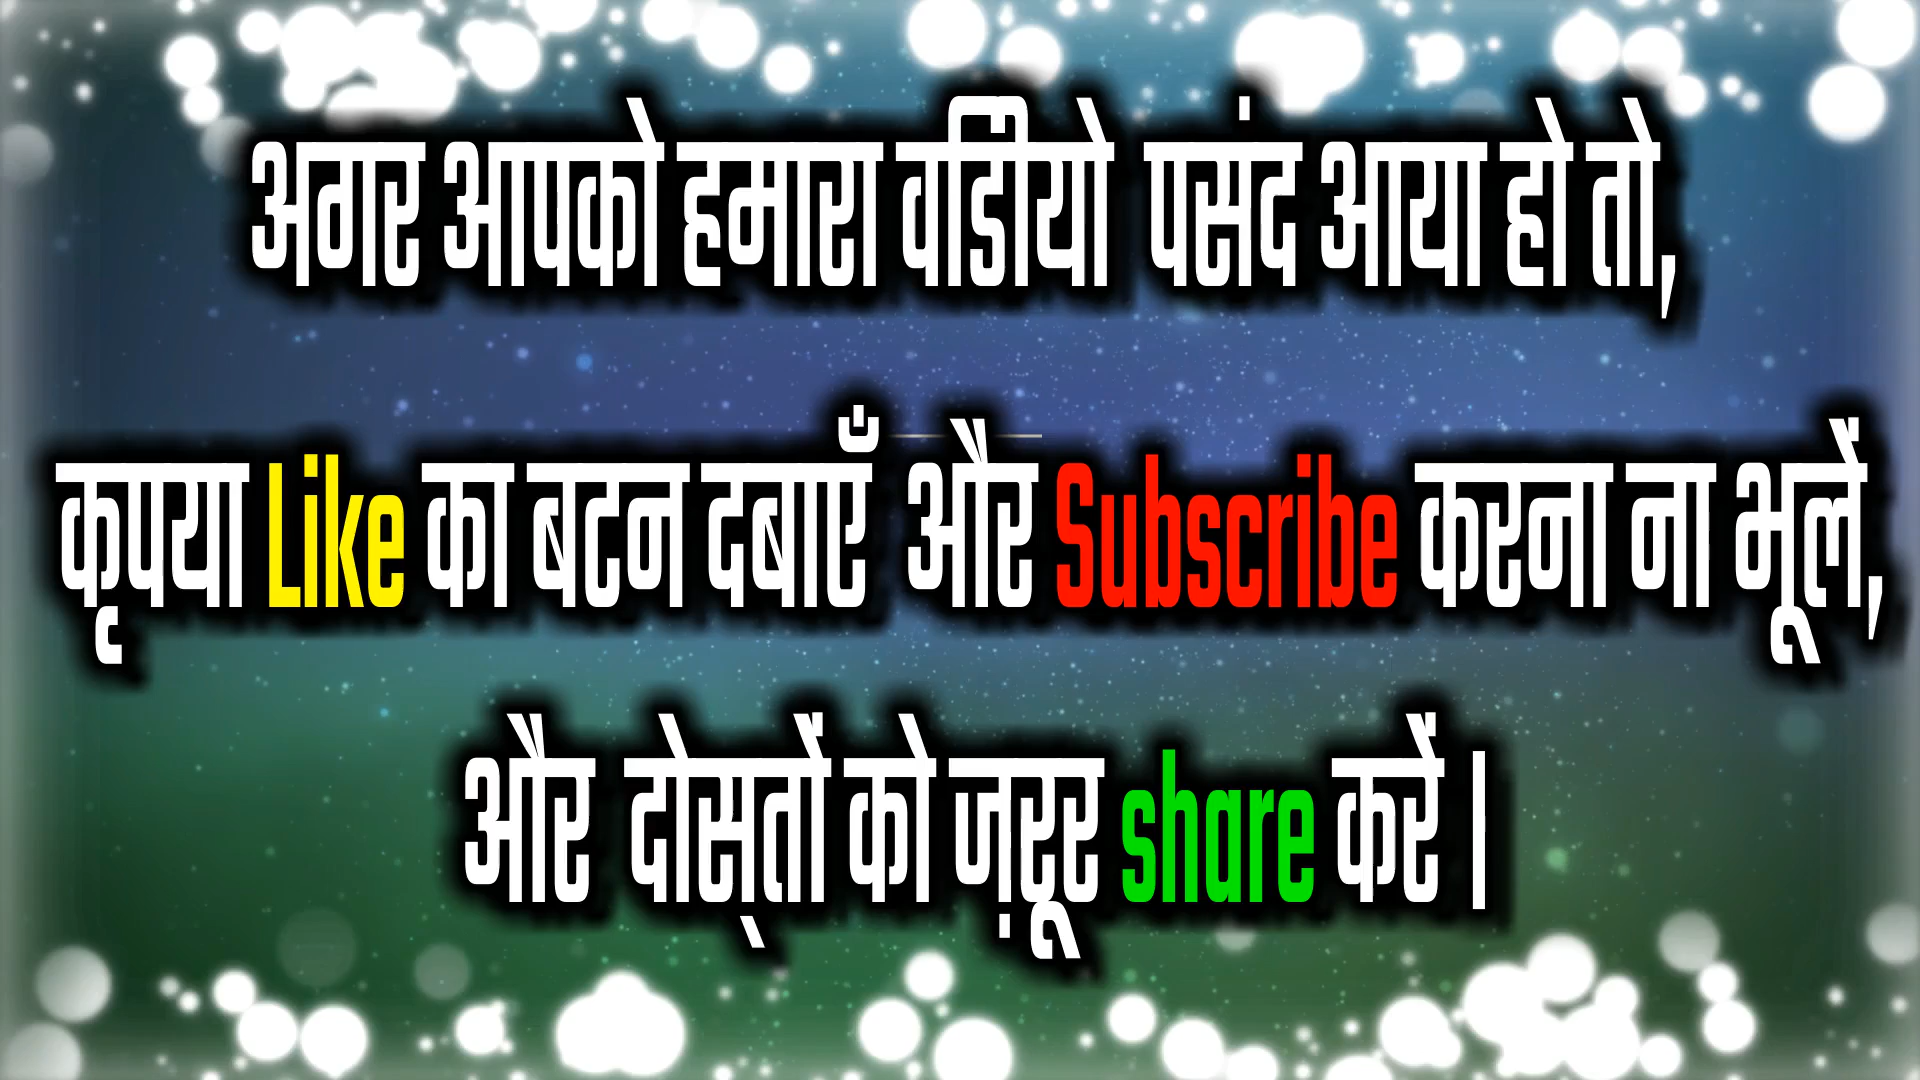 अगर आपको हमारा वडिीयो पसंद आया हो तो,
कृपया Like का बटन दबाएँ और Subscribe करना ना भूलें,
और दोस्‌तों को ज़रूर share करें |